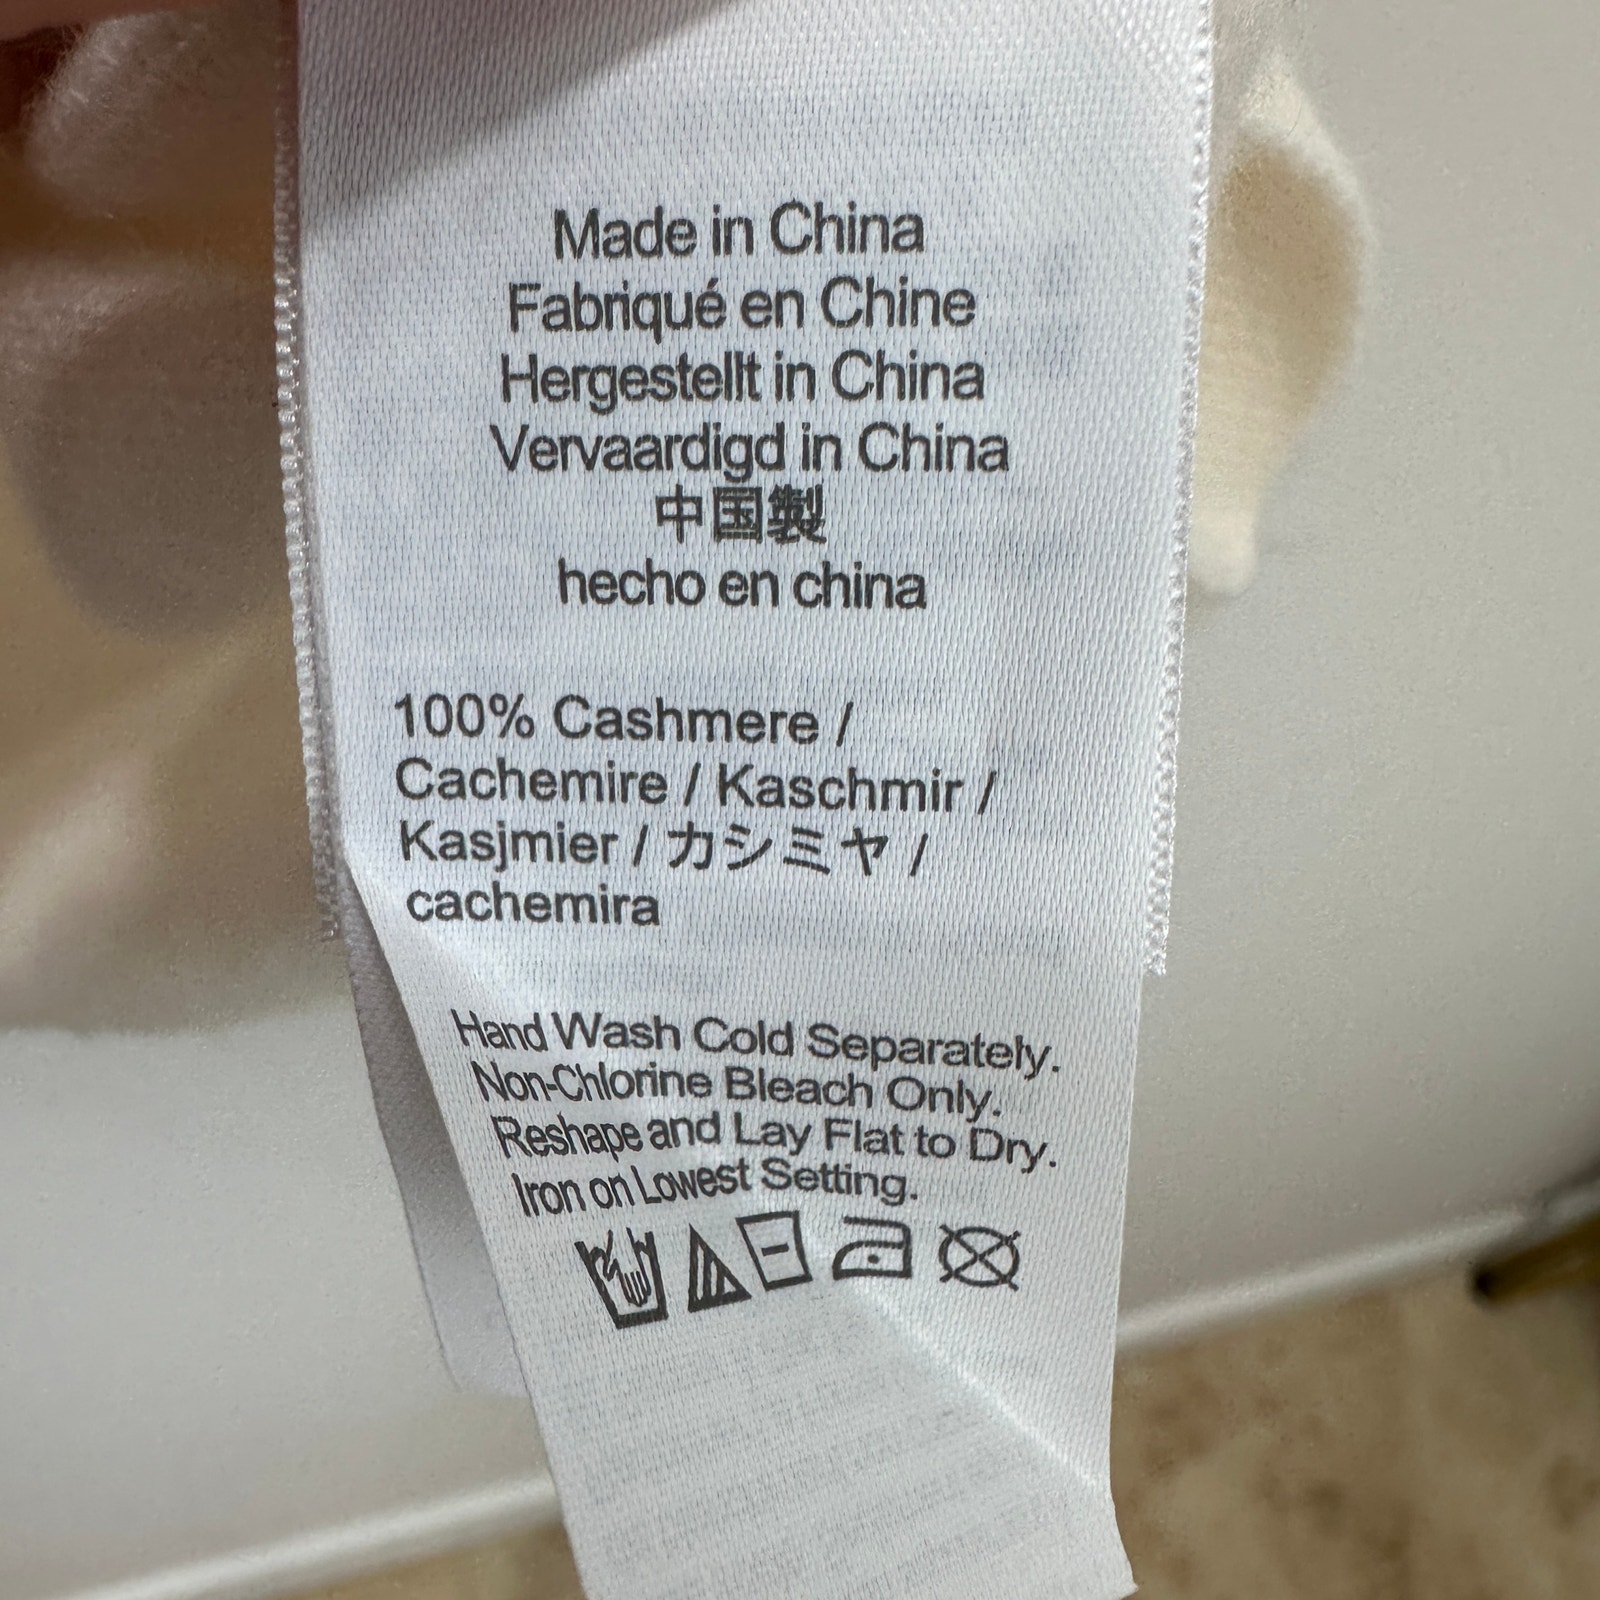 Made in China
Fabriqué en Chine
Hergestellt in China
Vervaardigd in China
中国製
hecho en china
100% Cashmere /
Cachemire / Kaschmir /
Kasjmier / カシミヤ /
cachemira
Hand Wash Cold Separately.
Non-Chlorine Bleach Only.
Reshape and Lay Flat to Dry.
Iron on Lowest Setting.